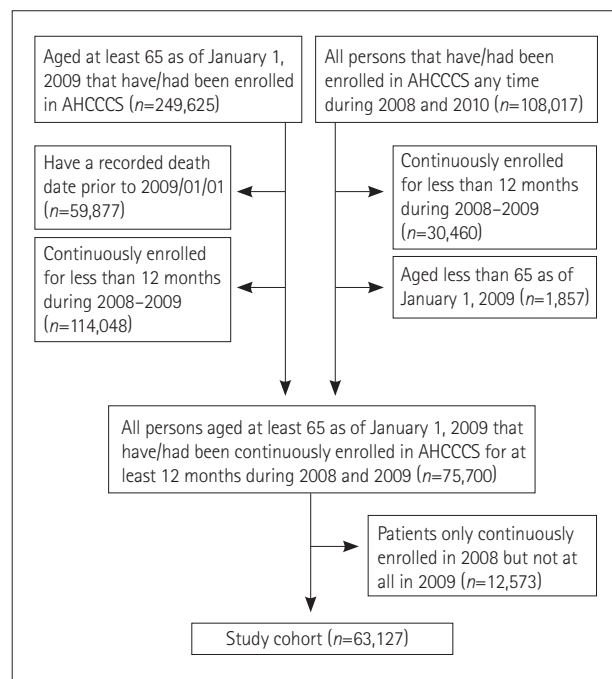 Aged at least 65 as of January 1,
2009 that have/had been enrolled
in AHCCCS (n=249,625)
All persons that have/had been
enrolled in AHCCCS any time
during 2008 and 2010 (n=108,017)
Have a recorded death
date prior to 2009/01/01
(n=59,877)
Continuously enrolled
for less than 12 months
during 2008–2009
(n=30,460)
Continuously enrolled
for less than 12 months
during 2008–2009
(n=114,048)
Aged less than 65 as of
January 1, 2009 (n=1,857)
All persons aged at least 65 as of January 1, 2009 that
have/had been continuously enrolled in AHCCCS for at
least 12 months during 2008 and 2009 (n=75,700)
Patients only continuously
enrolled in 2008 but not at
all in 2009 (n=12,573)
Study cohort (n=63,127)